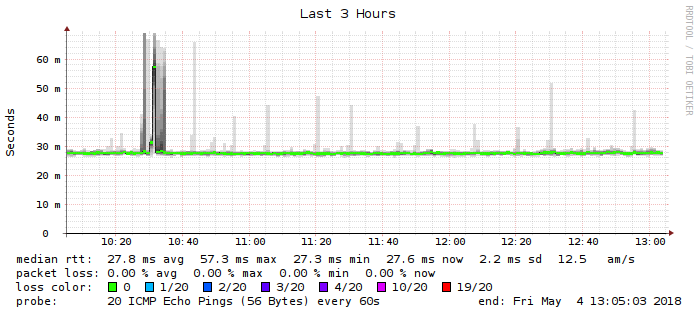 Last 3 Hours
RRDTOOL / TOBI OETIKER
Seconds
60 m
50 m
40 m
30 m
20 m
10 m
0
10:20 10:40 11:00 11:20 11:40 12:00 12:20 12:40 13:00
median rtt: 27.8 ms avg 57.3 ms max 27.3 ms min 27.6 ms now 2.2 ms sd 12.5 am/s
packet loss: 0.00 % avg 0.00 % max 0.00 % min 0.00 % now
loss color: 0 1/20 2/20 3/20 4/20 10/20 19/20
probe: 20 ICMP Echo Pings (56 Bytes) every 60s end: Fri May 4 13:05:03 2018